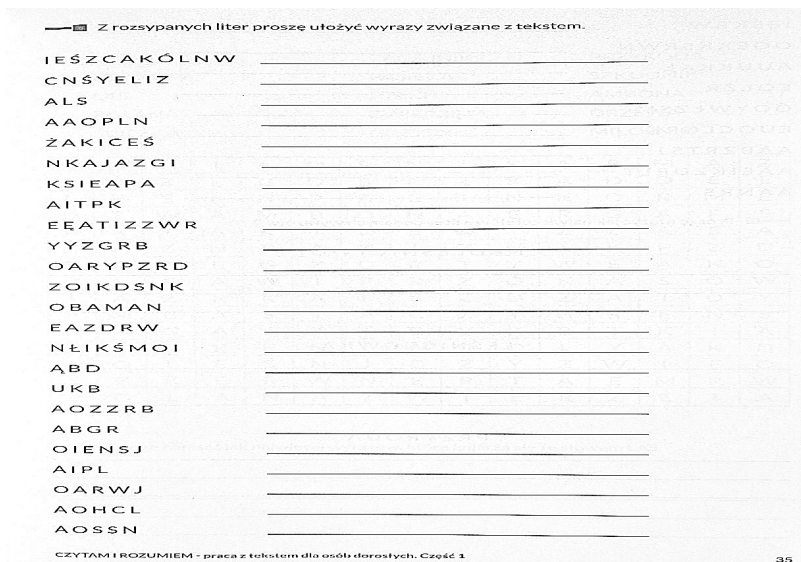 Z rozsypanych liter proszę ułożyć wyrazy związane z tekstem.
IEŚZCAKÓLNW
CNŚYELIZ
ALS
AAOPLN
ŻAKICEŚ
NKAJAZGI
KSIEAPA
AITPK
EĘATIZZWR
YYZGRB
OARYPZRD
ZOIKDSNK
OBAMAN
EAZDRW
NŁIKŚMOI
ĄBD
UKB
AOZZRB
ABGR
OIENSJ
AIPL
OARWJ
AOHCL
AOSSN
CZYTAM I ROZUMIEM - praca z tekstem dla osób dorosłych. Część 1
35